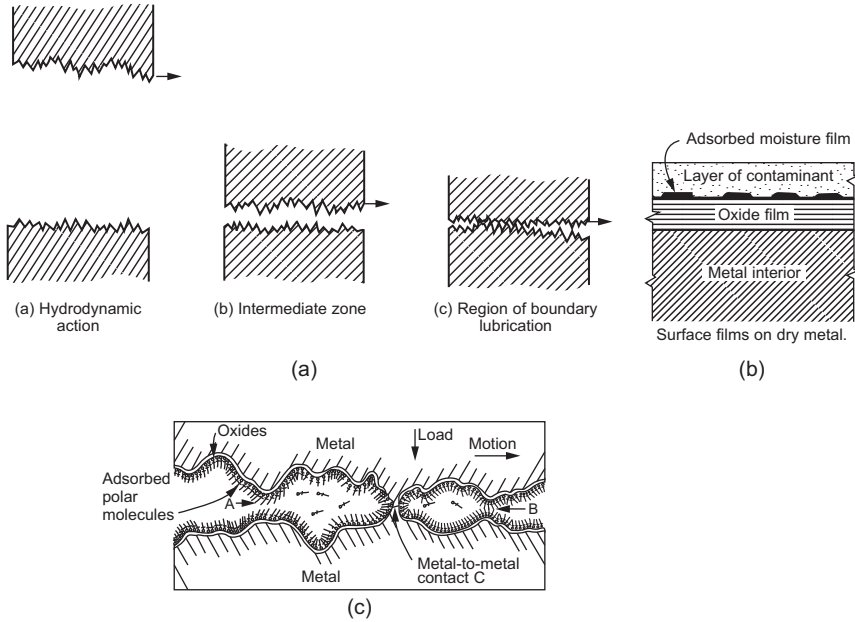 (a) Hydrodynamic
action
(b) Intermediate zone
(c) Region of boundary
lubrication
(a)
Adsorbed moisture film
Layer of contaminant
Oxide film
Metal interior
Surface films on dry metal.
(b)
Oxides
Metal
Load
Motion
Adsorbed
polar
molecules
A
B
Metal
Metal-to-metal
contact C
(c)